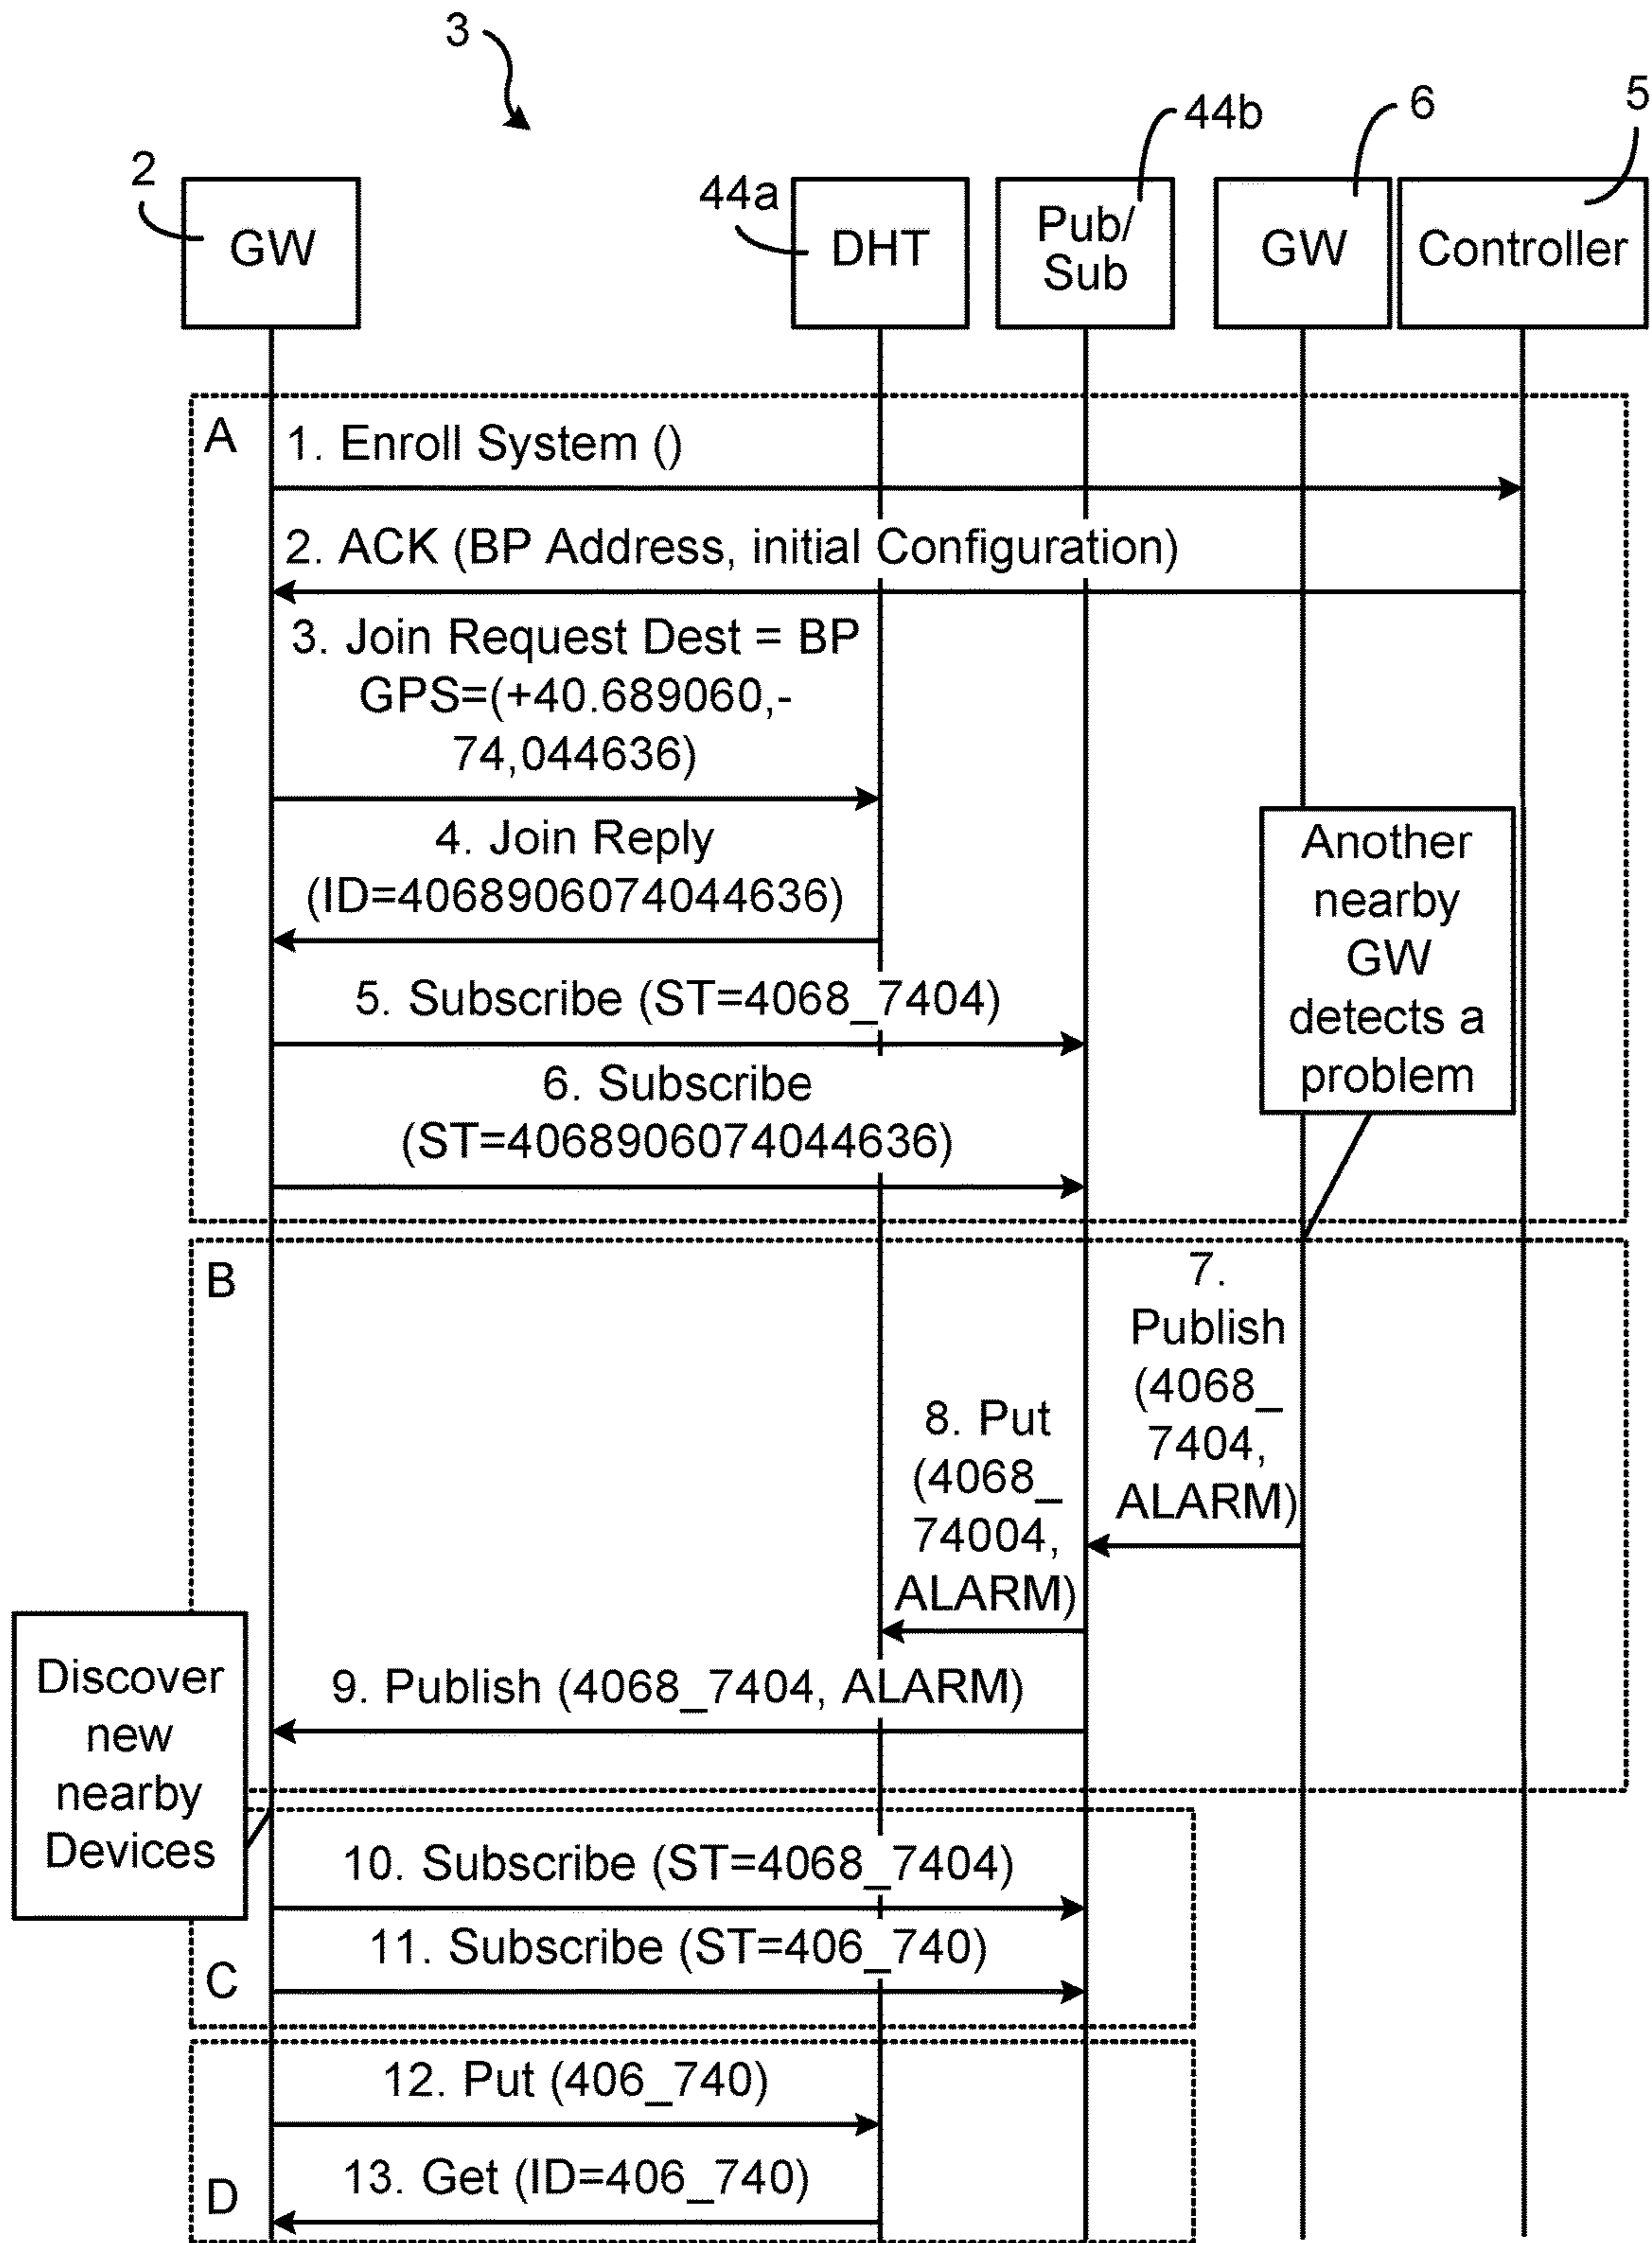 3
2
GW
44a
DHT
44b
Pub/
Sub
6
GW
5
Controller
A
1. Enroll System ()
2. ACK (BP Address, initial Configuration)
3. Join Request Dest = BP
GPS=(+40.689060,-
74,044636)
4. Join Reply
(ID=4068906074044636)
5. Subscribe (ST=4068_7404)
6. Subscribe
(ST=4068906074044636)
Another
nearby
GW
detects a
problem
B
7.
Publish
(4068_
7404,
ALARM)
8. Put
(4068_
74004,
ALARM)
9. Publish (4068_7404, ALARM)
Discover
new
nearby
Devices
10. Subscribe (ST=4068_7404)
11. Subscribe (ST=406_740)
C
12. Put (406_740)
13. Get (ID=406_740)
D